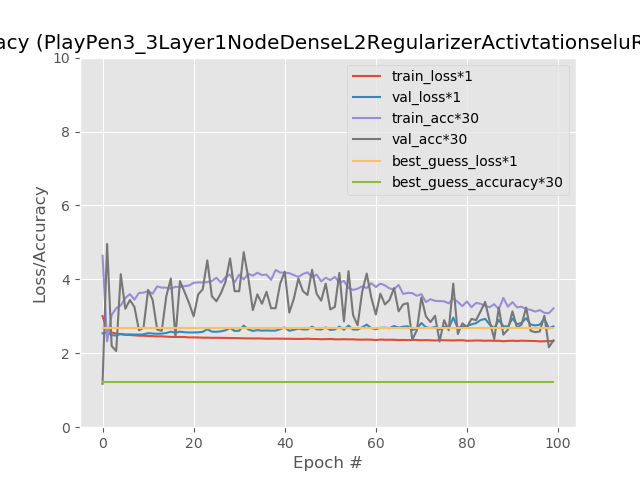 acy (PlayPen3_3Layer1NodeDenseL2RegularizerActivtationseluR
train_loss*1
val_loss*1
train_acc*30
val_acc*30
best_guess_loss*1
best_guess_accuracy*30
Loss/Accuracy
10
8
6
4
2
0
0 20 40 60 80 100
Epoch #